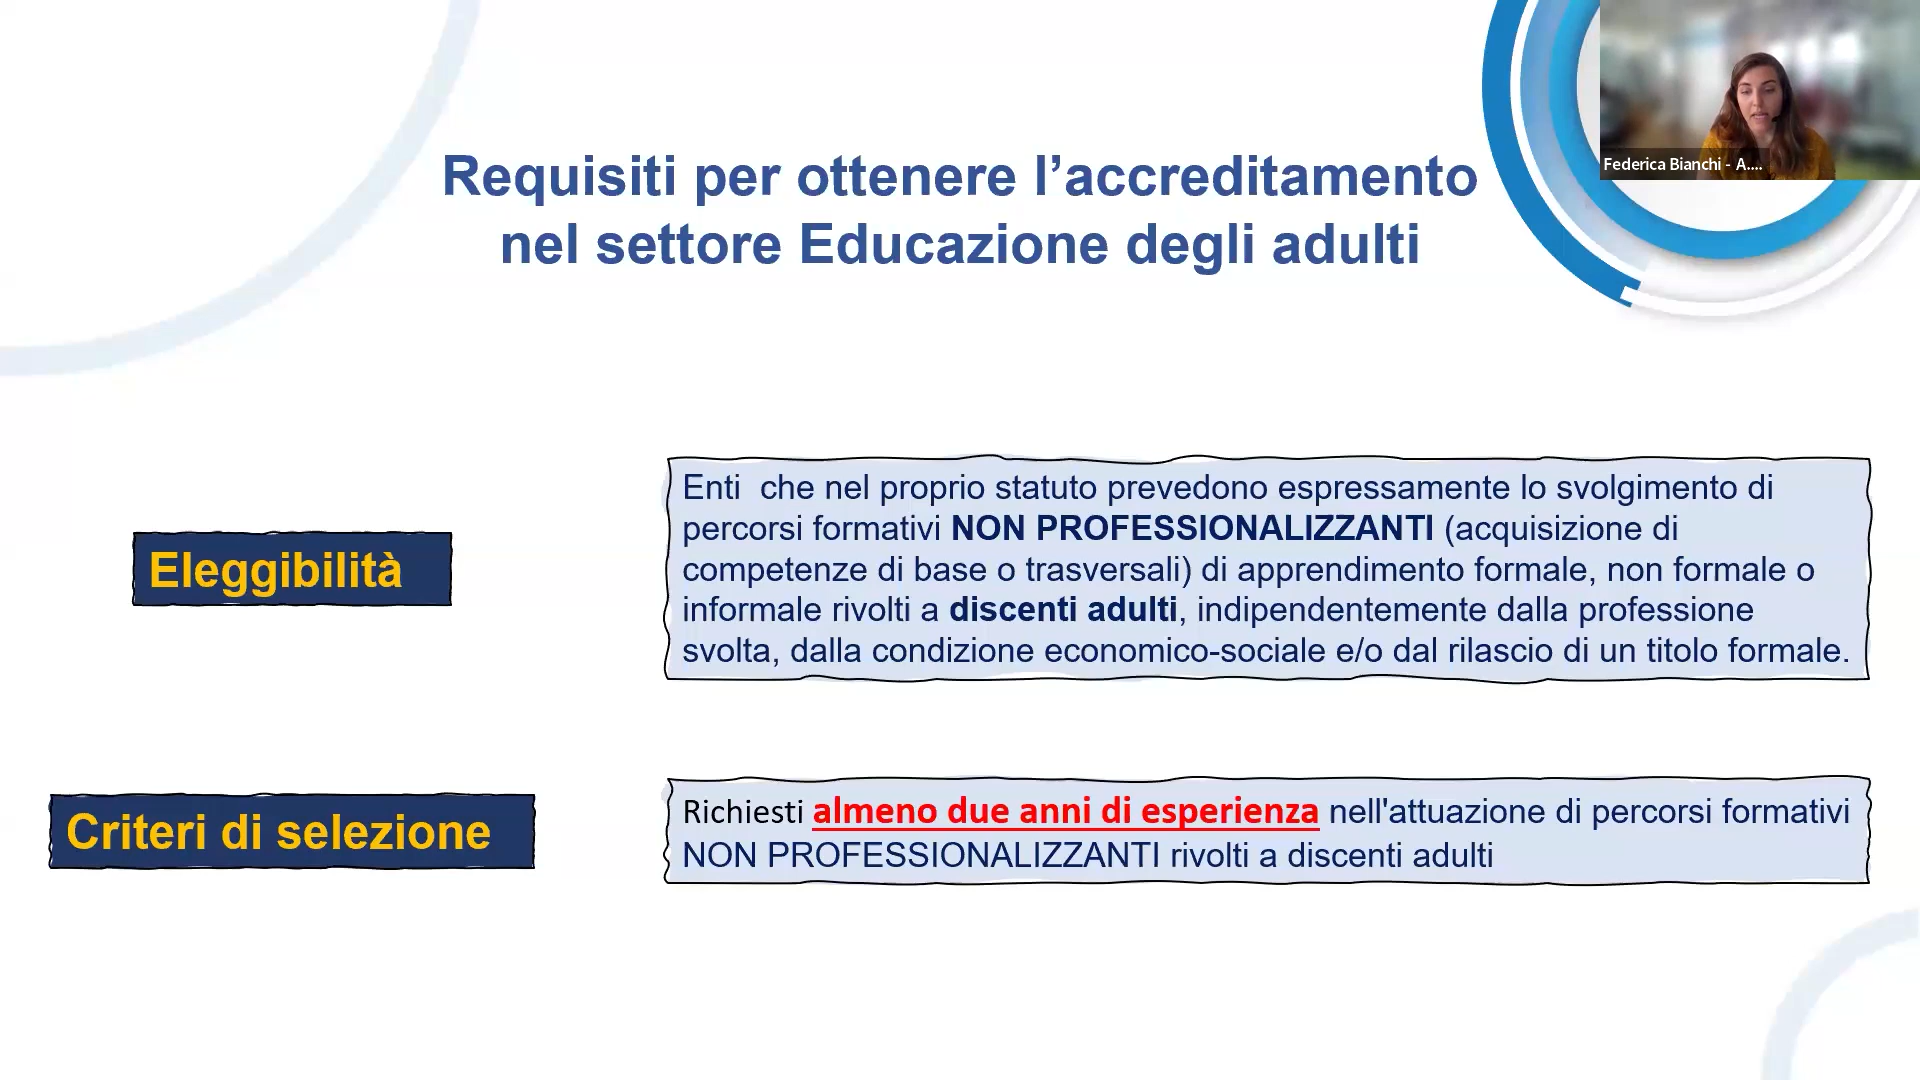 Federica Bianchi - A....
Requisiti per ottenere l’accreditamento
nel settore Educazione degli adulti
Eleggibilità
Enti  che nel proprio statuto prevedono espressamente lo svolgimento di
percorsi formativi NON PROFESSIONALIZZANTI (acquisizione di
competenze di base o trasversali) di apprendimento formale, non formale o
informale rivolti a discenti adulti, indipendentemente dalla professione
svolta, dalla condizione economico-sociale e/o dal rilascio di un titolo formale.
Criteri di selezione
Richiesti almeno due anni di esperienza nell'attuazione di percorsi formativi
NON PROFESSIONALIZZANTI rivolti a discenti adulti